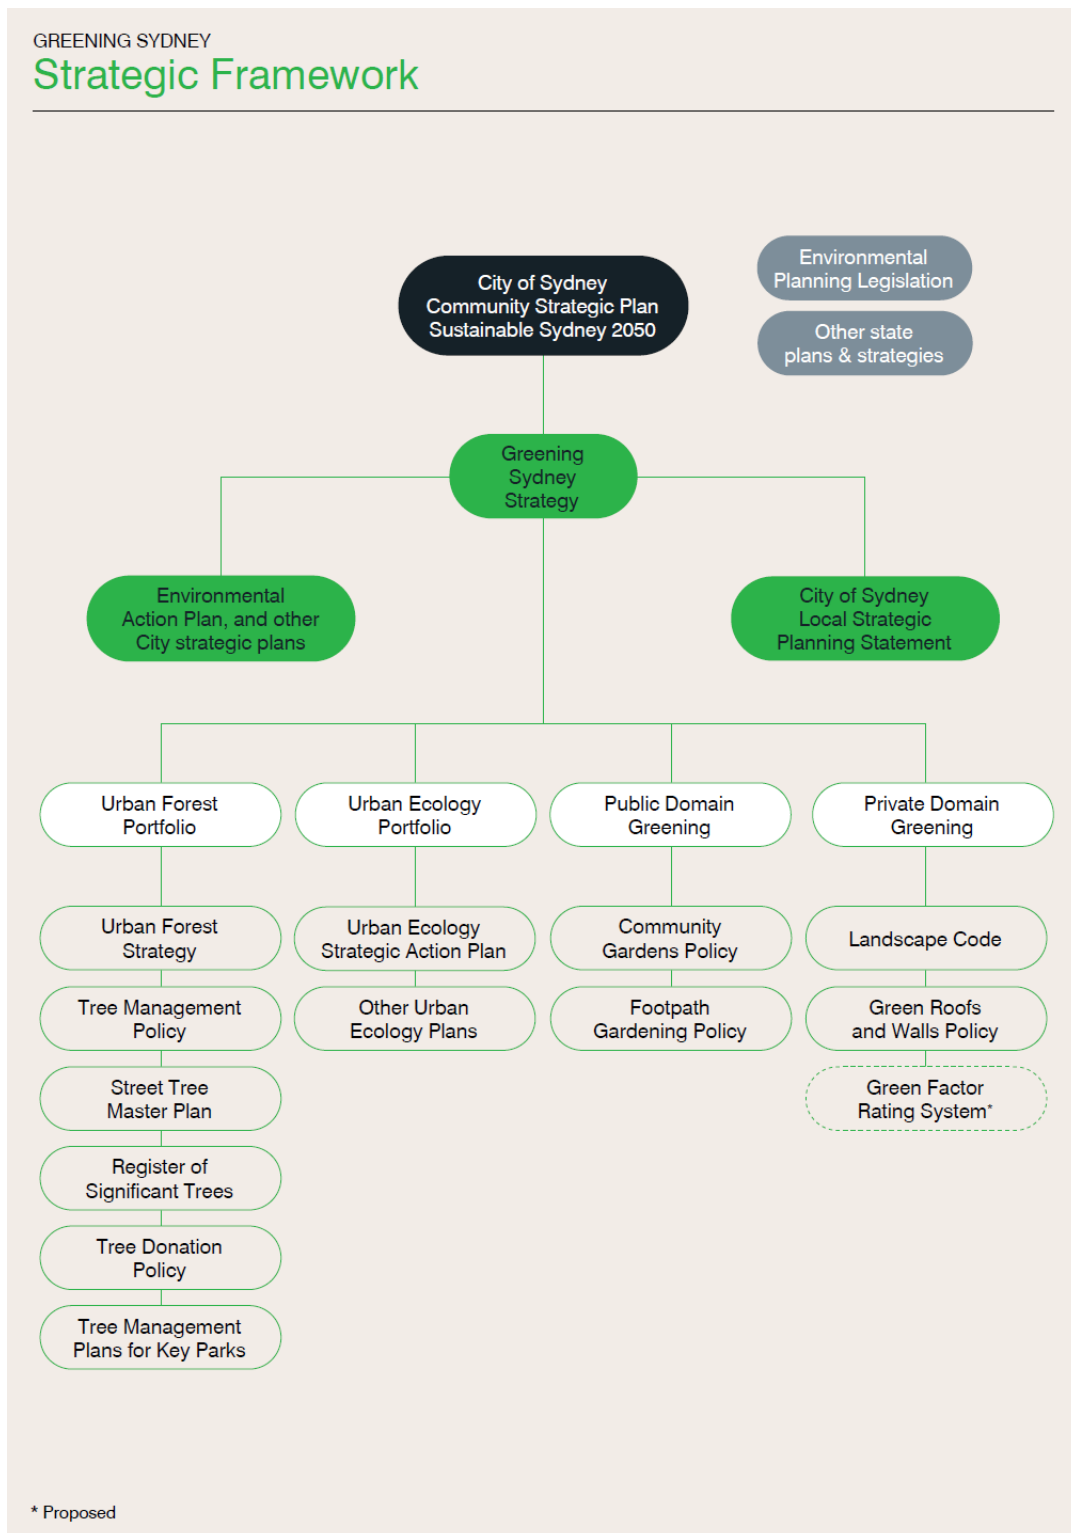 GREENING SYDNEY
Strategic Framework
City of Sydney
Community Strategic Plan
Sustainable Sydney 2050
Environmental
Planning Legislation
Other state
plans & strategies
Greening
Sydney
Strategy
Environmental
Action Plan, and other
City strategic plans
City of Sydney
Local Strategic
Planning Statement
Urban Forest
Portfolio
Urban Ecology
Portfolio
Public Domain
Greening
Private Domain
Greening
Urban Forest
Strategy
Urban Ecology
Strategic Action Plan
Community
Gardens Policy
Landscape Code
Tree Management
Policy
Other Urban
Ecology Plans
Footpath
Gardening Policy
Green Roofs
and Walls Policy
Street Tree
Master Plan
Green Factor
Rating System*
Register of
Significant Trees
Tree Donation
Policy
Tree Management
Plans for Key Parks
* Proposed